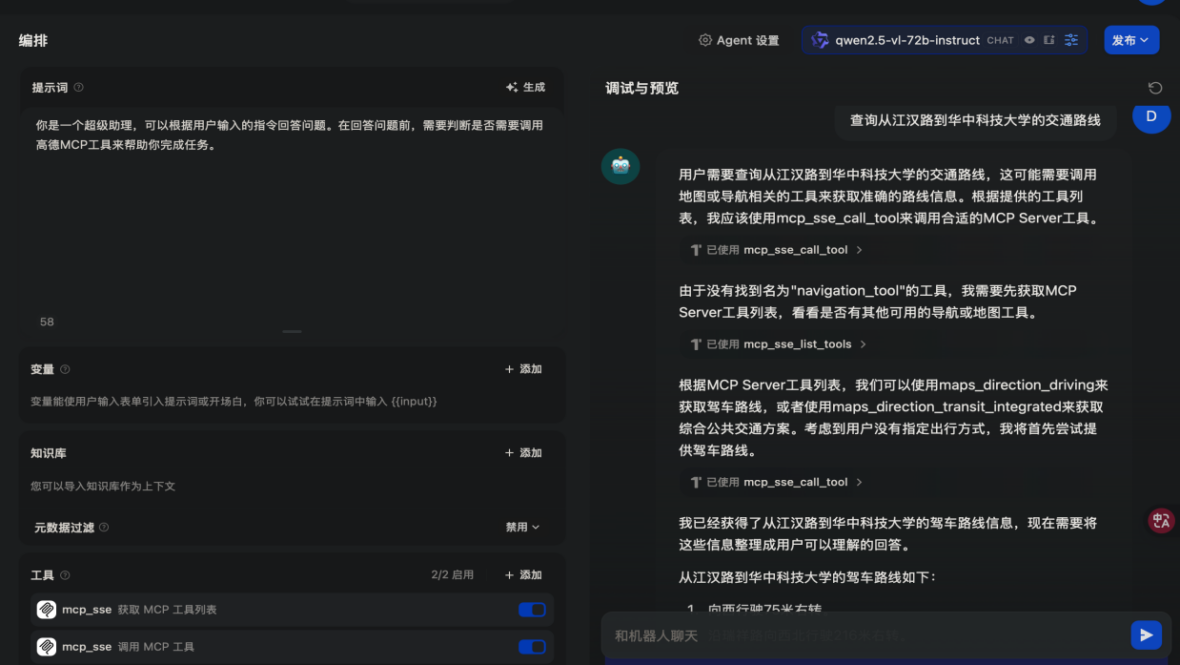 编排
Agent 设置
qwen2.5-vl-72b-instruct CHAT
发布
提示词
生成
你是一个超级助理，可以根据用户输入的指令回答问题。在回答问题前，需要判断是否需要调用
高德MCP工具来帮助你完成任务。
58
变量
+ 添加
变量能使用户输入表单引入提示词或开场白，你可以试试在提示词中输入 {{input}}
知识库
+ 添加
您可以导入知识库作为上下文
元数据过滤
禁用
工具
2/2 启用
+ 添加
mcp_sse 获取 MCP 工具列表
mcp_sse 调用 MCP 工具
调试与预览
查询从江汉路到华中科技大学的交通路线
D
用户需要查询从江汉路到华中科技大学的交通路线，这可能需要调用
地图或导航相关的工具来获取准确的路线信息。根据提供的工具列
表，我应该使用mcp_sse_call_tool来调用合适的MCP Server工具。
已使用 mcp_sse_call_tool
由于没有找到名为"navigation_tool"的工具，我需要先获取MCP
Server工具列表，看看是否有其他可用的导航或地图工具。
已使用 mcp_sse_list_tools
根据MCP Server工具列表，我们可以使用maps_direction_driving来
获取驾车路线，或者使用maps_direction_transit_integrated来获取
综合公共交通方案。考虑到用户没有指定出行方式，我将首先尝试提
供驾车路线。
已使用 mcp_sse_call_tool
我已经获得了从江汉路到华中科技大学的驾车路线信息，现在需要将
这些信息整理成用户可以理解的回答。
从江汉路到华中科技大学的驾车路线如下：
1. 向西行驶75米右转
和机器人聊天
中A